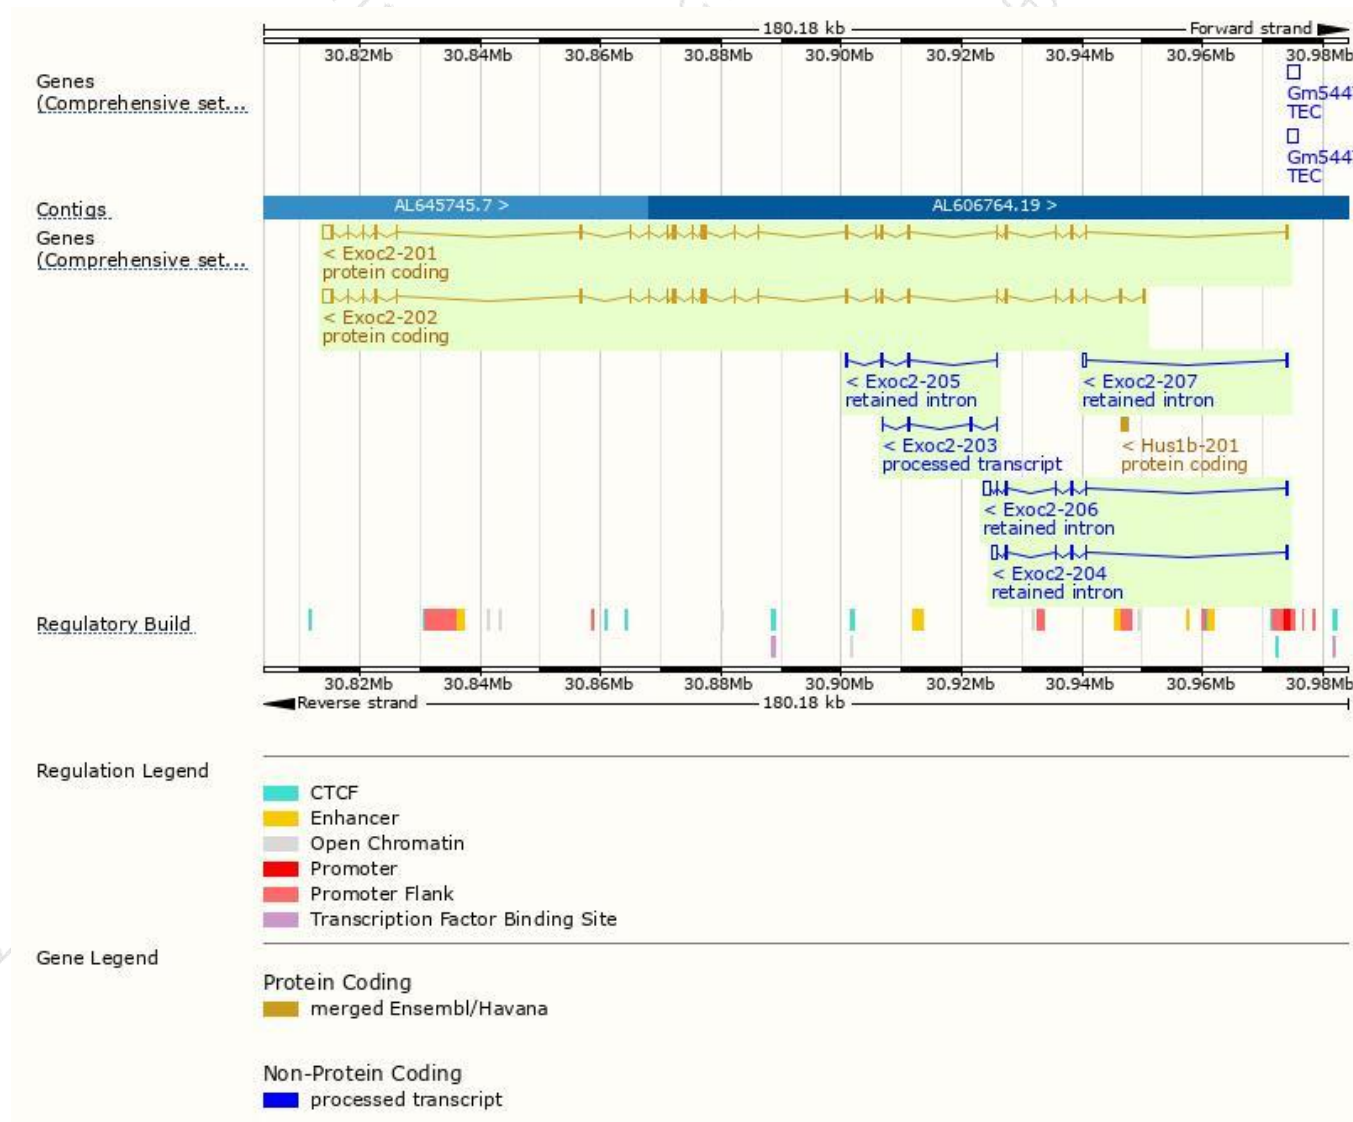 180.18 kb Forward strand
30.82Mb 30.84Mb 30.86Mb 30.88Mb 30.90Mb 30.92Mb 30.94Mb 30.96Mb 30.98Mb
Genes
(Comprehensive set...
Gm544
TEC
Gm544
TEC
Contigs
AL645745.7 > AL606764.19 >
Genes
(Comprehensive set...
< Exoc2-201
protein coding
< Exoc2-202
protein coding
< Exoc2-205 < Exoc2-207
retained intron retained intron
< Exoc2-203 < Hus1b-201
processed transcript protein coding
< Exoc2-206
retained intron
< Exoc2-204
retained intron
Regulatory Build
30.82Mb 30.84Mb 30.86Mb 30.88Mb 30.90Mb 30.92Mb 30.94Mb 30.96Mb 30.98Mb
Reverse strand 180.18 kb
Regulation Legend
CTCF
Enhancer
Open Chromatin
Promoter
Promoter Flank
Transcription Factor Binding Site
Gene Legend
Protein Coding
merged Ensembl/Havana
Non-Protein Coding
processed transcript